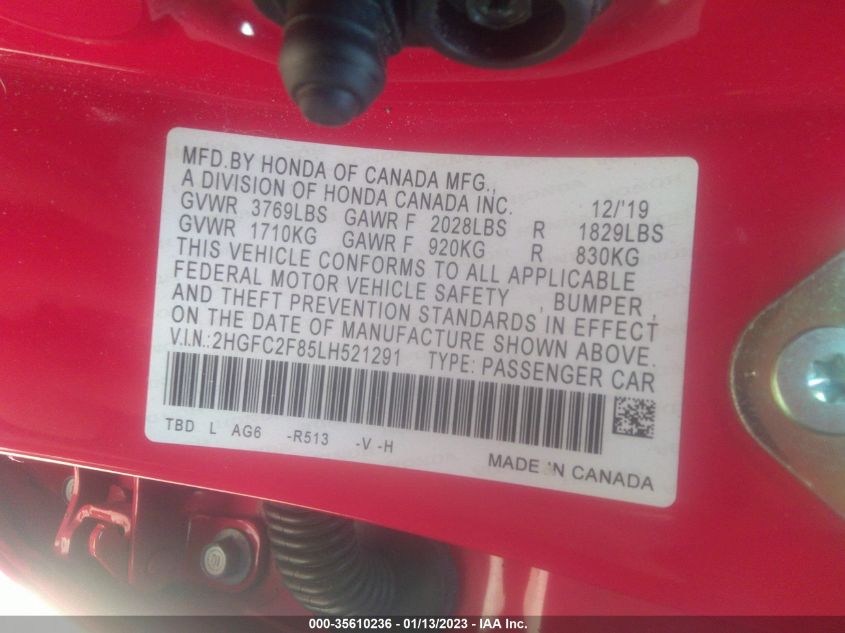 MFD.BY HONDA OF CANADA MFG.,
A DIVISION OF HONDA CANADA INC. 12/'19
GVWR 3769LBS GAWR F 2028LBS R 1829LBS
GVWR 1710KG GAWR F 920KG R 830KG
THIS VEHICLE CONFORMS TO ALL APPLICABLE
FEDERAL MOTOR VEHICLE SAFETY , BUMPER ,
AND THEFT PREVENTION STANDARDS IN EFFECT
ON THE DATE OF MANUFACTURE SHOWN ABOVE.
V.I.N.:2HGFC2F85LH521291 TYPE: PASSENGER CAR
TBD L AG6 -R513 -V -H
MADE IN CANADA
000-35610236 - 01/13/2023 - IAA Inc.